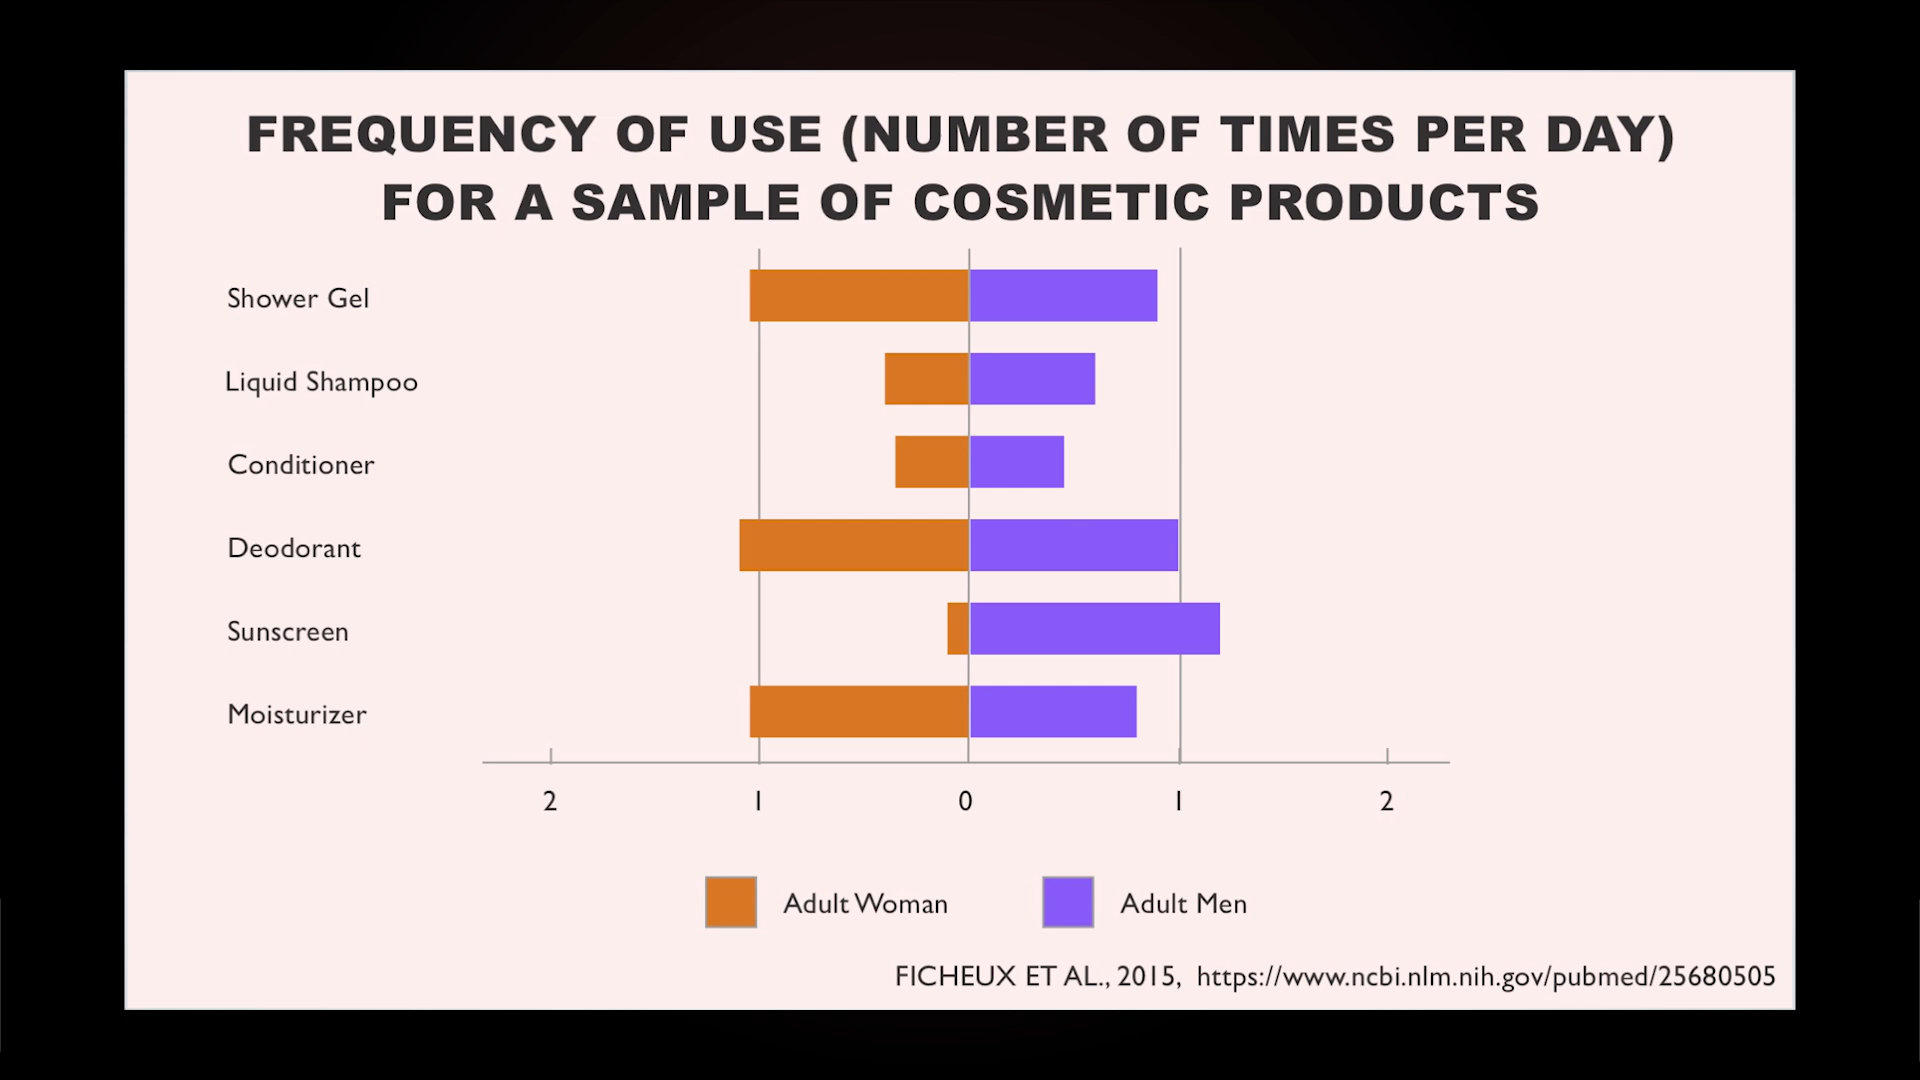 FREQUENCY OF USE (NUMBER OF TIMES PER DAY)
FOR A SAMPLE OF COSMETIC PRODUCTS
Shower Gel
Liquid Shampoo
Conditioner
Deodorant
Sunscreen
Moisturizer
2 1 0 1 2
Adult Woman Adult Men
FICHEUX ET AL., 2015, https://www.ncbi.nlm.nih.gov/pubmed/25680505